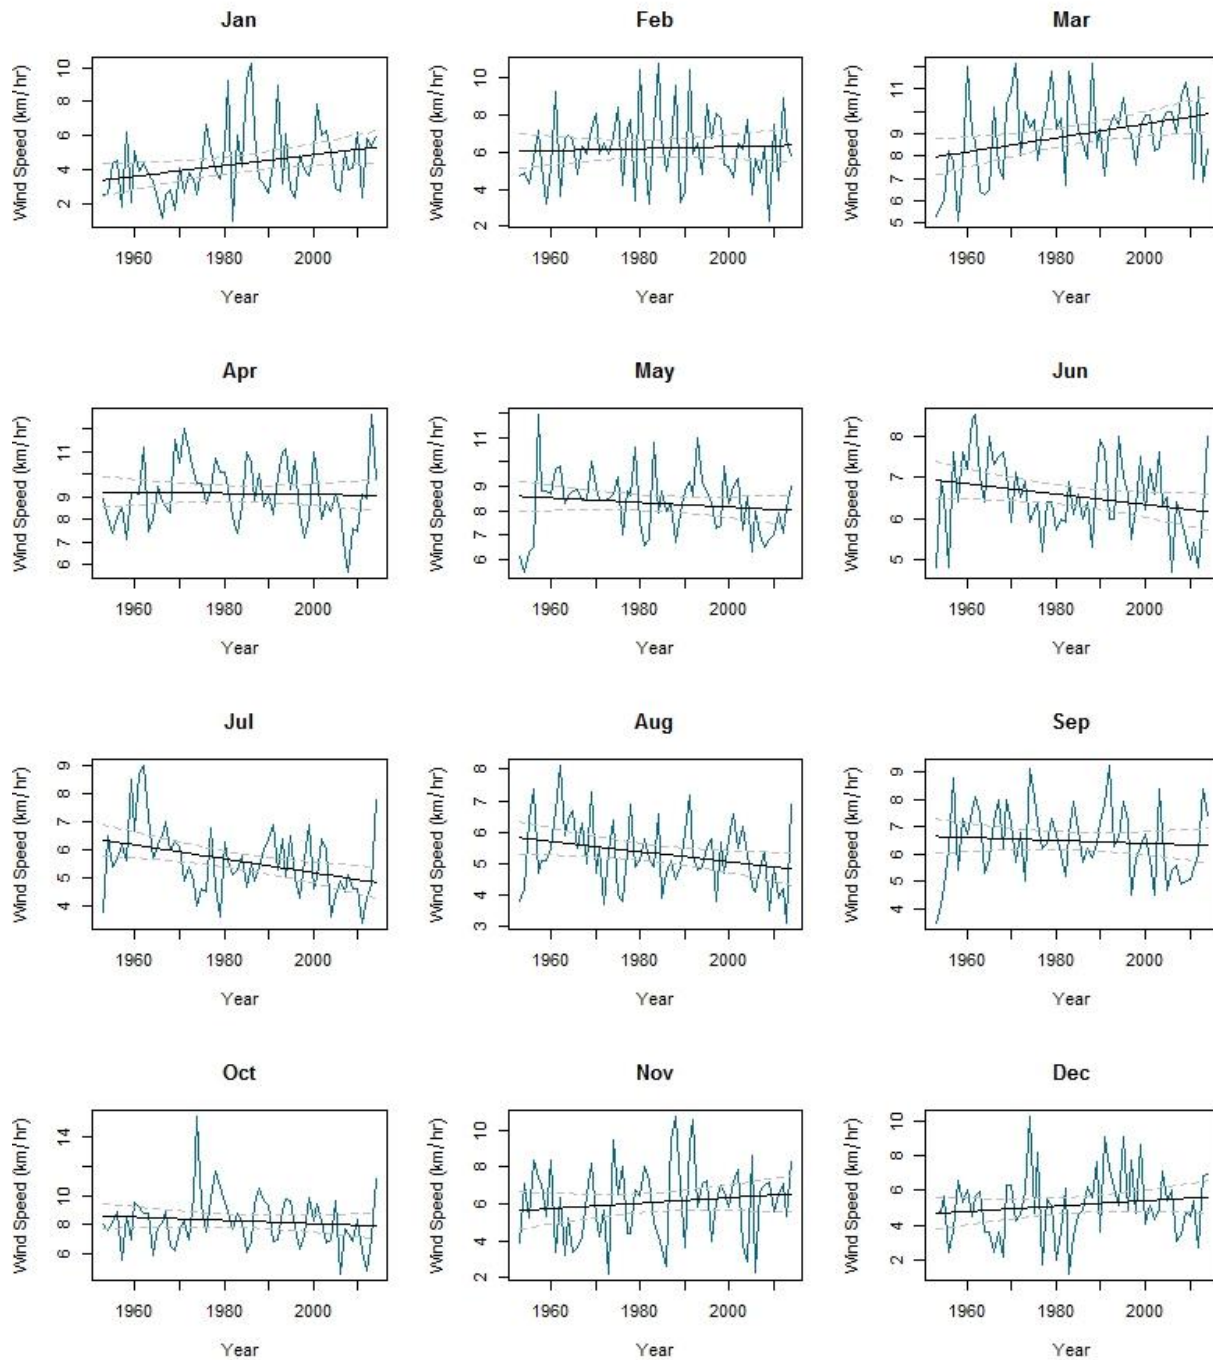 Jan
Wind Speed (km/ hr)
10
8
6
4
2
1960 1980 2000
Year
Feb
Wind Speed (km/ hr)
10
8
6
4
2
1960 1980 2000
Year
Mar
Wind Speed (km/ hr)
11
9
8
7
6
5
1960 1980 2000
Year
Apr
Wind Speed (km/ hr)
11
9
8
7
6
1960 1980 2000
Year
May
Wind Speed (km/ hr)
10
8
7
6
1960 1980 2000
Year
Jun
Wind Speed (km/ hr)
8
7
6
5
1960 1980 2000
Year
Jul
Wind Speed (km/ hr)
9
8
7
6
5
4
1960 1980 2000
Year
Aug
Wind Speed (km/ hr)
8
7
6
5
4
3
1960 1980 2000
Year
Sep
Wind Speed (km/ hr)
9
8
7
6
5
4
1960 1980 2000
Year
Oct
Wind Speed (km/ hr)
14
10
8
6
1960 1980 2000
Year
Nov
Wind Speed (km/ hr)
10
8
6
4
2
1960 1980 2000
Year
Dec
Wind Speed (km/ hr)
10
8
6
4
2
1960 1980 2000
Year